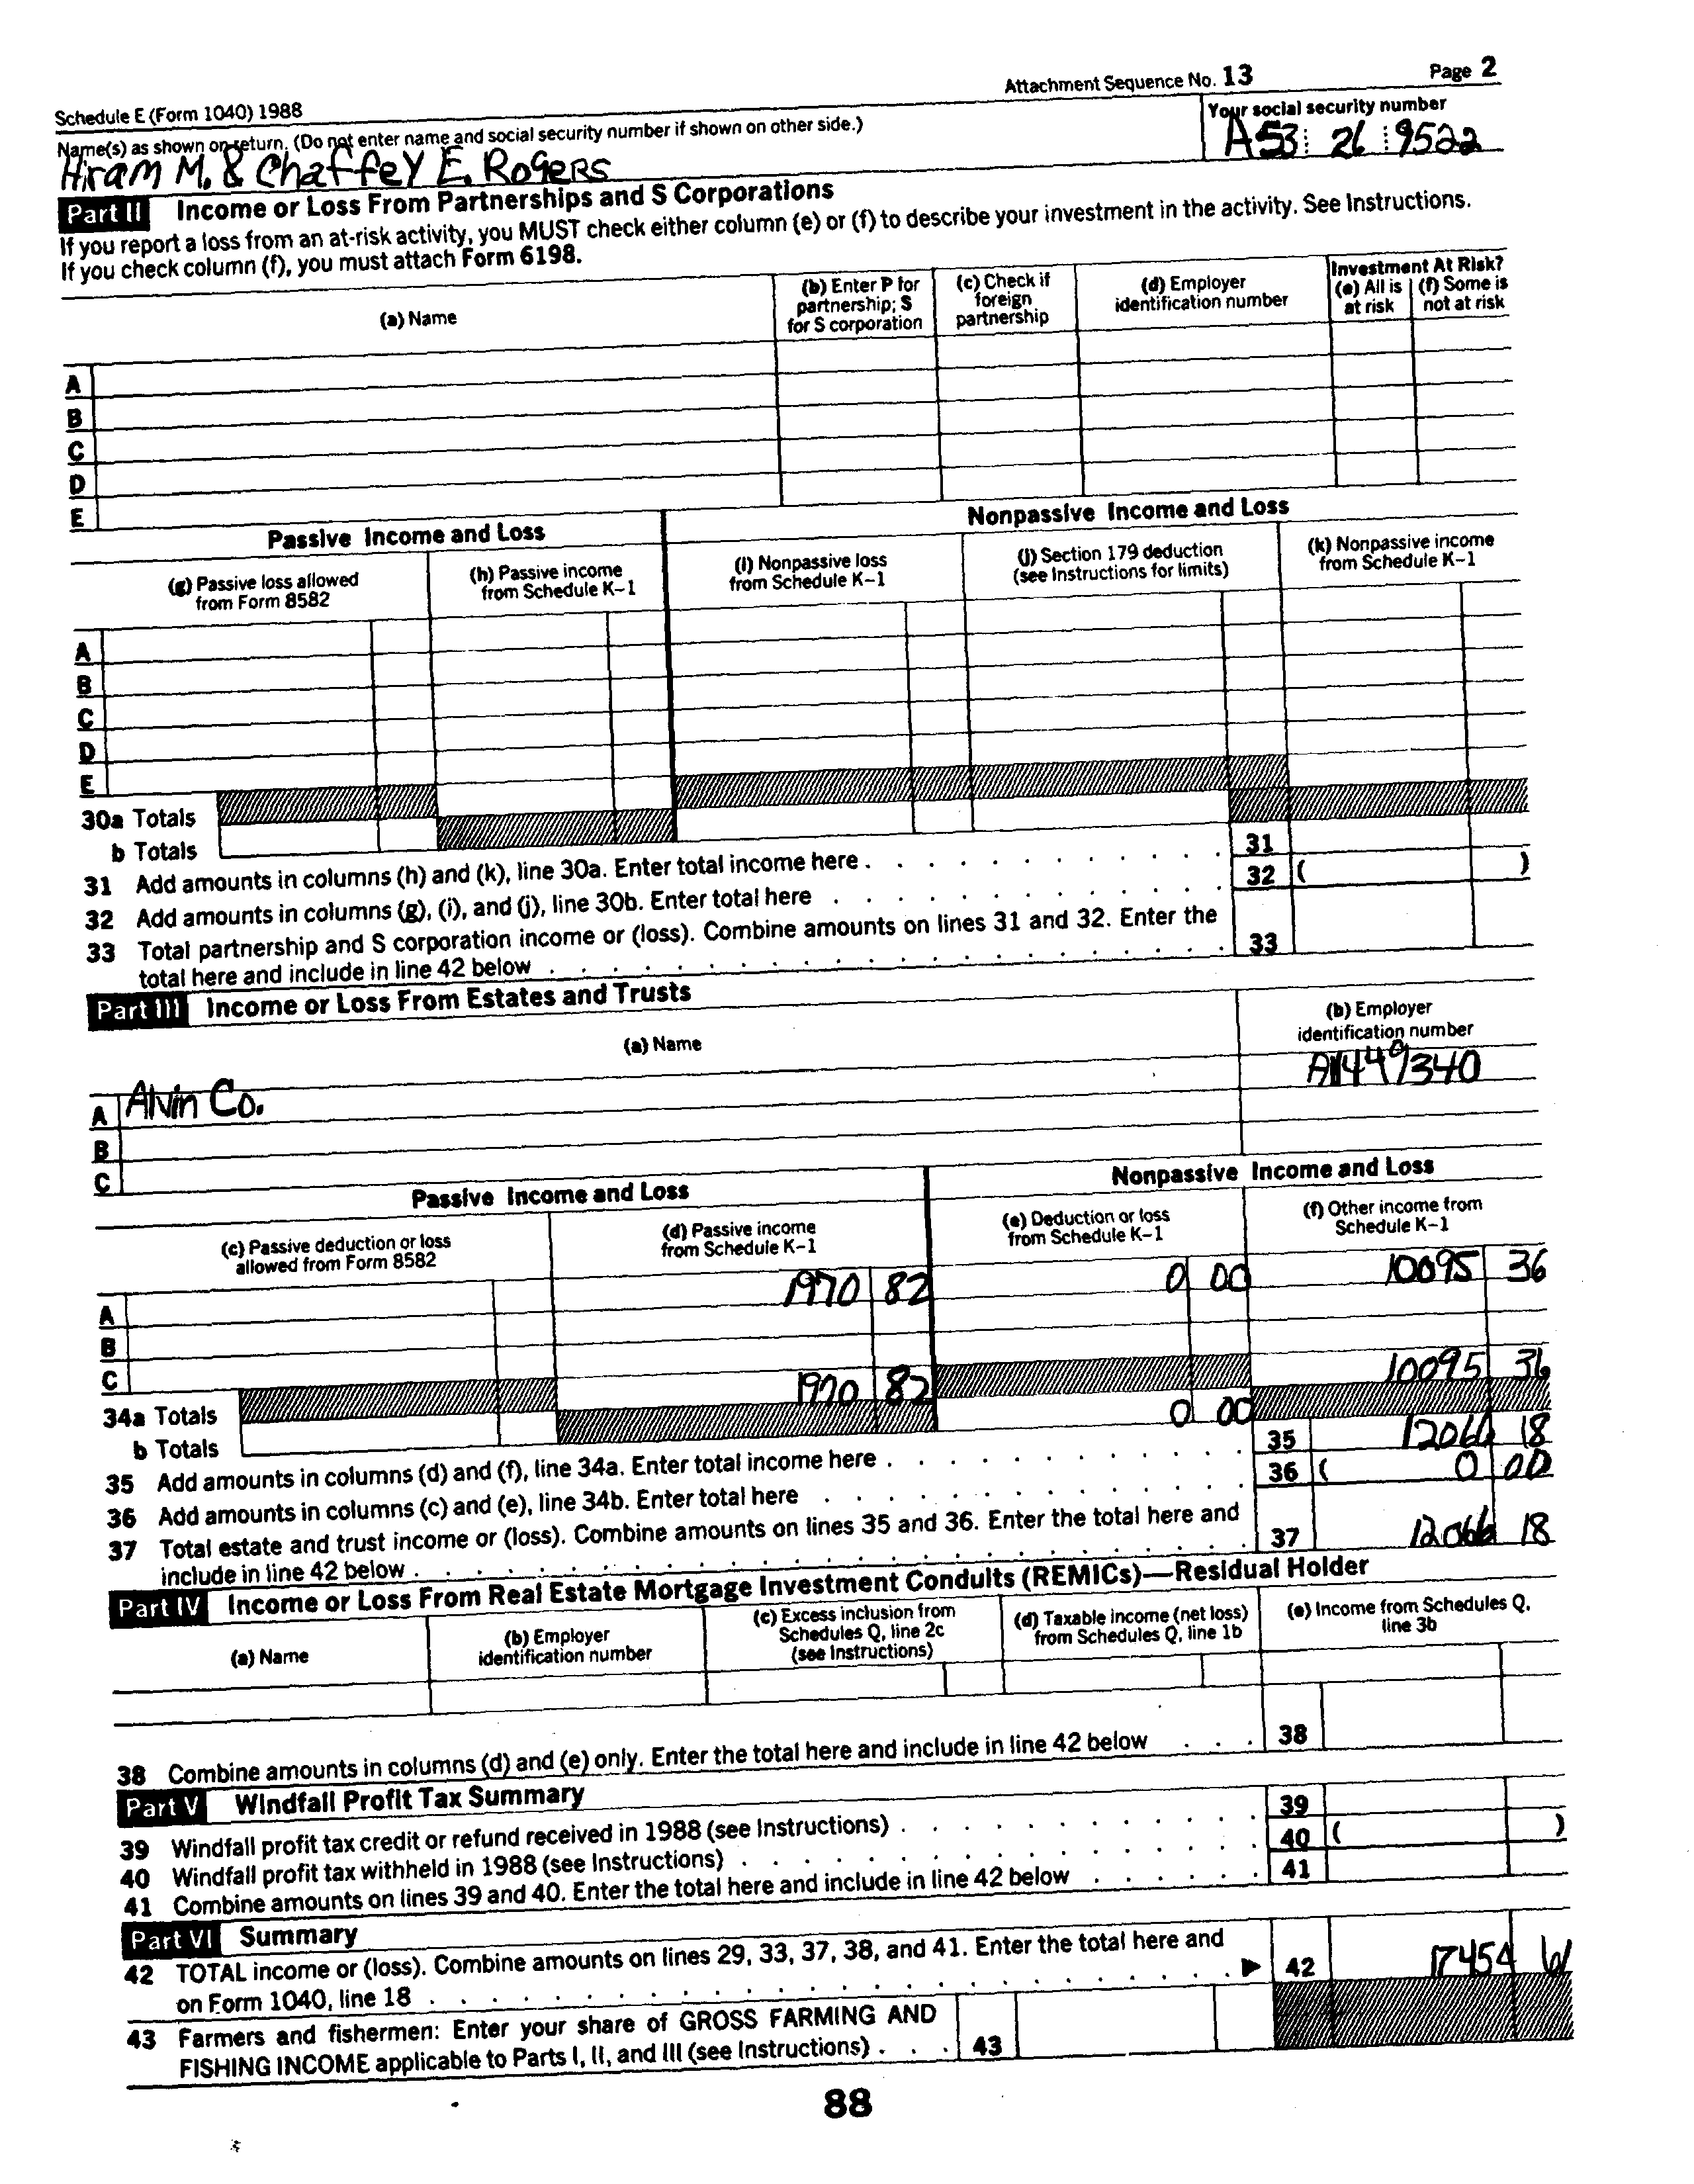 Attachment Sequence No. 13 Page 2
Schedule E (Form 1040) 1988
Name(s) as shown on return. (Do not enter name and social security number if shown on other side.)
Your social security number
Hiram M. & Chaffey E. Rogers
A53 26 9522
Part II Income or Loss From Partnerships and S Corporations
If you report a loss from an at-risk activity, you MUST check either column (e) or (f) to describe your investment in the activity. See Instructions.
If you check column (f), you must attach Form 6198.
(a) Name
(b) Enter P for partnership; S for S corporation
(c) Check if foreign partnership
(d) Employer identification number
Investment At Risk?
(e) All is at risk
(f) Some is not at risk
A
B
C
D
E
Passive Income and Loss
Nonpassive Income and Loss
(g) Passive loss allowed from Form 8582
(h) Passive income from Schedule K–1
(i) Nonpassive loss from Schedule K–1
(j) Section 179 deduction (see Instructions for limits)
(k) Nonpassive income from Schedule K–1
A
B
C
D
E
30a Totals
b Totals
31 Add amounts in columns (h) and (k), line 30a. Enter total income here . . . . 31
32 Add amounts in columns (g), (i), and (j), line 30b. Enter total here . . . . 32 ( )
33 Total partnership and S corporation income or (loss). Combine amounts on lines 31 and 32. Enter the
total here and include in line 42 below . . . . 33
Part III Income or Loss From Estates and Trusts
(a) Name
(b) Employer identification number
A Alvin Co.
B
C
Passive Income and Loss
Nonpassive Income and Loss
(c) Passive deduction or loss allowed from Form 8582
(d) Passive income from Schedule K–1
(e) Deduction or loss from Schedule K–1
(f) Other income from Schedule K–1
A 1970 82 0 00 10095 36
B
C
34a Totals 1970 82 10095 36
b Totals 0 00
35 Add amounts in columns (d) and (f), line 34a. Enter total income here . . . . 35 12066 18
36 Add amounts in columns (c) and (e), line 34b. Enter total here . . . . 36 ( 0 00
37 Total estate and trust income or (loss). Combine amounts on lines 35 and 36. Enter the total here and
include in line 42 below . . . . 37 12066 18
Part IV Income or Loss From Real Estate Mortgage Investment Conduits (REMICs)—Residual Holder
(a) Name
(b) Employer identification number
(c) Excess inclusion from Schedules Q, line 2c (see Instructions)
(d) Taxable income (net loss) from Schedules Q, line 1b
(e) Income from Schedules Q, line 3b
38 Combine amounts in columns (d) and (e) only. Enter the total here and include in line 42 below . . . 38
Part V Windfall Profit Tax Summary
39 Windfall profit tax credit or refund received in 1988 (see Instructions) . . . . 39
40 Windfall profit tax withheld in 1988 (see Instructions) . . . . 40 ( )
41 Combine amounts on lines 39 and 40. Enter the total here and include in line 42 below . . . . 41
Part VI Summary
42 TOTAL income or (loss). Combine amounts on lines 29, 33, 37, 38, and 41. Enter the total here and
on Form 1040, line 18 . . . . ▶ 42 17454
43 Farmers and fishermen: Enter your share of GROSS FARMING AND
FISHING INCOME applicable to Parts I, II, and III (see Instructions) . . . 43
88